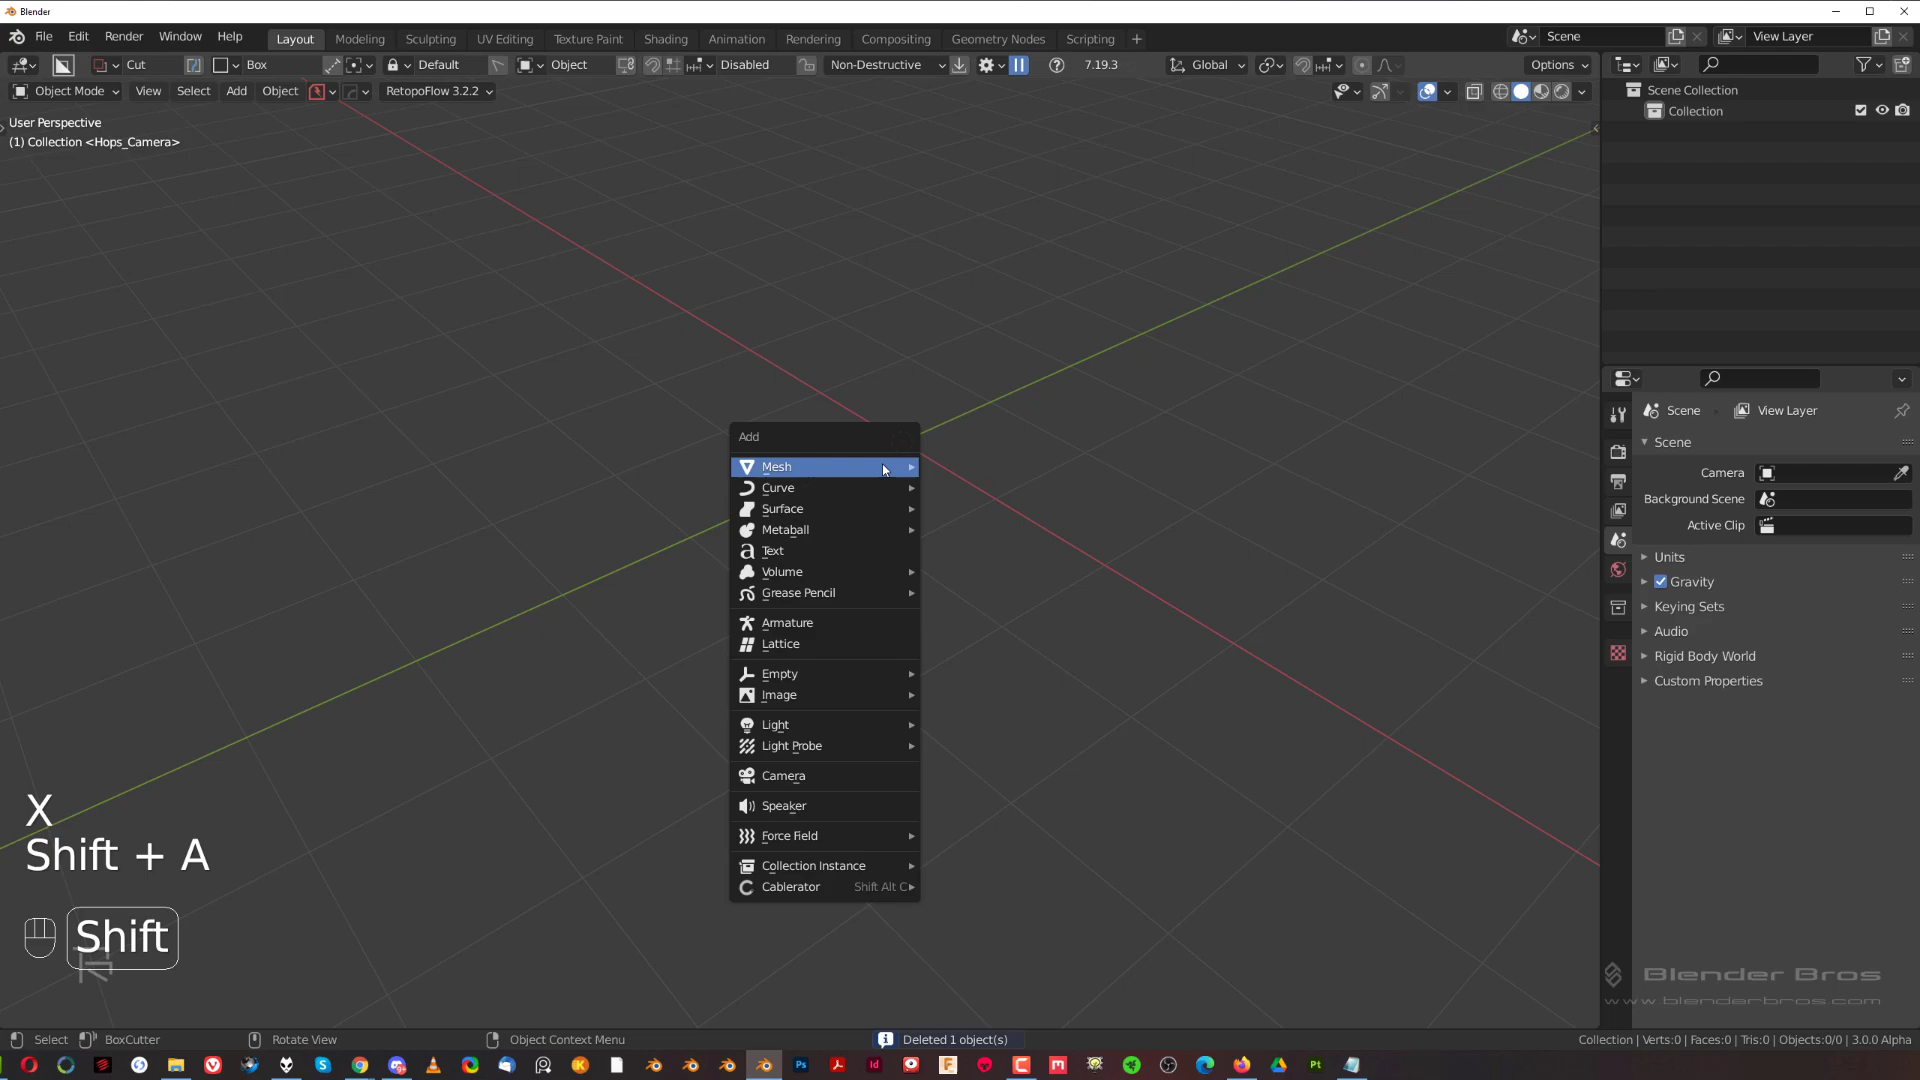 Blender
File Edit Render Window Help Layout Modeling Sculpting UV Editing Texture Paint Shading Animation Rendering Compositing Geometry Nodes Scripting + Scene View Layer
Cut Box Default Object Disabled Non-Destructive 7.19.3 Global Options
Object Mode View Select Add Object RetopoFlow 3.2.2
Scene Collection
Collection
User Perspective
(1) Collection <Hops_Camera>
Add
Mesh
Curve
Surface
Metaball
Text
Volume
Grease Pencil
Armature
Lattice
Empty
Image
Light
Light Probe
Camera
Speaker
Force Field
Collection Instance
Cablerator Shift Alt C
Scene View Layer
Scene
Camera
Background Scene
Active Clip
Units
Gravity
Keying Sets
Audio
Rigid Body World
Custom Properties
X
Shift + A
Shift
Blender Bros
www.blenderbros.com
Select BoxCutter Rotate View Object Context Menu Deleted 1 object(s) Collection | Verts:0 | Faces:0 | Tris:0 | Objects:0/0 | 3.0.0 Alpha
Ps Id F C m Pt